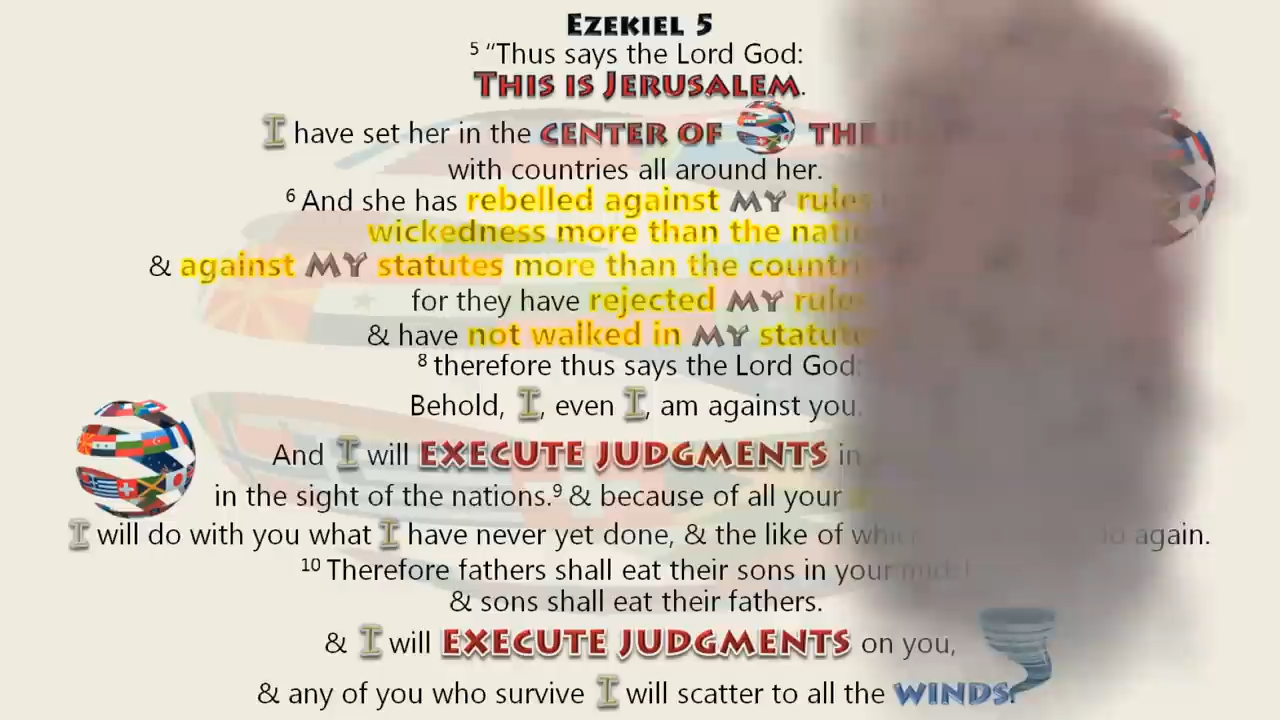 EZEKIEL 5
5 “Thus says the Lord God:
THIS IS JERUSALEM.
I have set her in the CENTER OF THE
with countries all around her.
6 And she has rebelled against MY rules
wickedness more than the
& against MY statutes more than the
for they have rejected MY
& have not walked in MY
8 therefore thus says the Lord God:
Behold, I, even I, am against you.
And I will EXECUTE JUDGMENTS in
in the sight of the nations.9 & because of all your
I will do with you what I have never yet done, & the like of again.
10 Therefore fathers shall eat their sons in your
& sons shall eat their fathers.
& I will EXECUTE JUDGMENTS on you,
& any of you who survive I will scatter to all the WINDS.